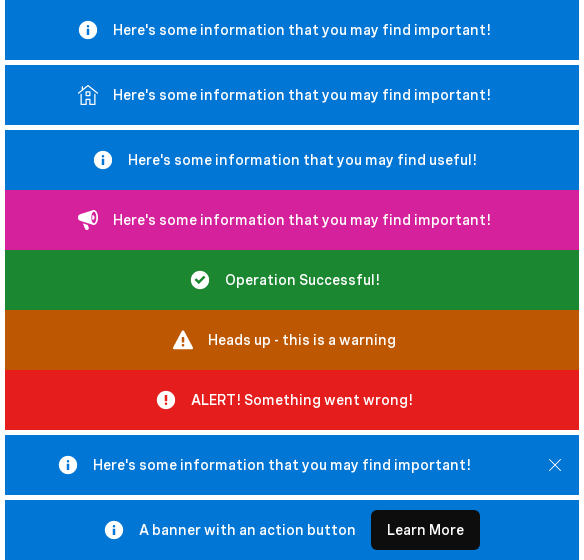 Here's some information that you may find important!
Here's some information that you may find important!
Here's some information that you may find useful!
Here's some information that you may find important!
Operation Successful!
Heads up - this is a warning
ALERT! Something went wrong!
Here's some information that you may find important!
A banner with an action button Learn More